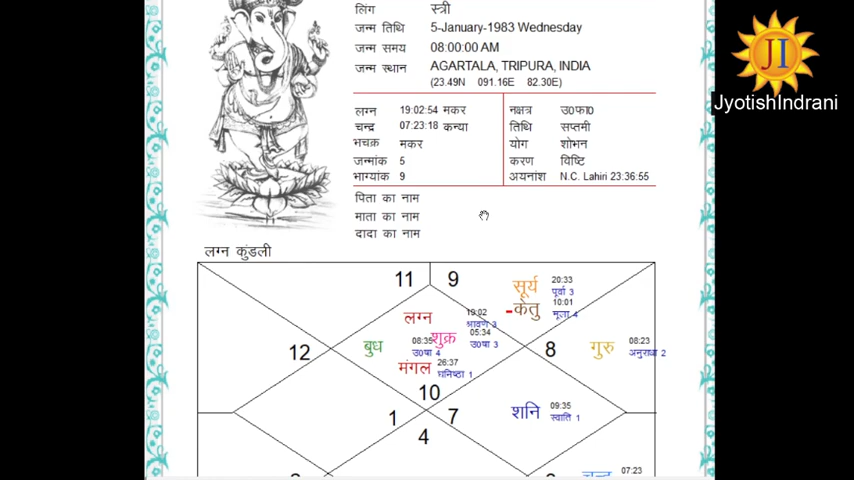 लिंग स्त्री
जन्म तिथि 5-January-1983 Wednesday
जन्म समय 08:00:00 AM
जन्म स्थान AGARTALA, TRIPURA, INDIA
(23.49N 091.16E 82.30E)
JI
JyotishIndrani
लग्न 19:02:54 मकर नक्षत्र उ0फा0
चन्द्र 07:23:18 कन्या तिथि सप्तमी
भचक्र मकर योग शोभन
जन्मांक 5 करण विष्टि
भाग्यांक 9 अयनांश N.C. Lahiri 23:36:55
पिता का नाम
माता का नाम
दादा का नाम
लग्न कुंडली
11 9 सूर्य 20:33
पूर्वा 3
केतु 10:01
मूला 4
लग्न 19:02
श्रावण 3
12 बुध 08:35
उ0षा 4
शुक्र 05:34
उ0षा 3
8 गुरु 08:23
अनुराधा 2
मंगल 26:37
धनिष्ठा 1
10
1 7 शनि 09:35
स्वाति 1
4
चन्द्र 07:23